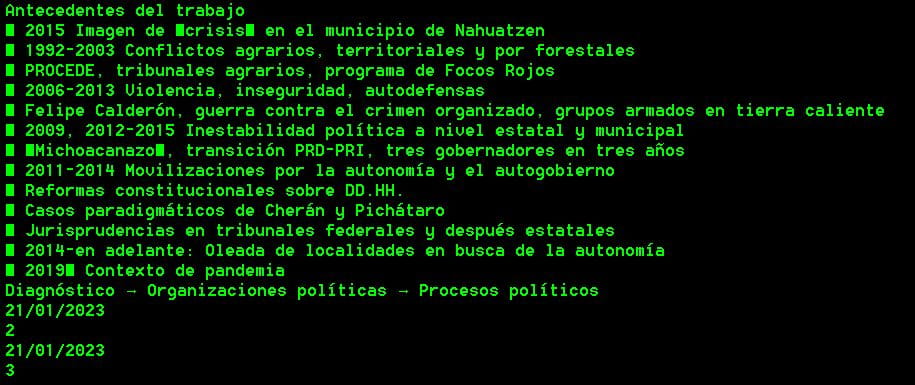 Antecedentes del trabajo
█ 2015 Imagen de █crisis█ en el municipio de Nahuatzen
█ 1992-2003 Conflictos agrarios, territoriales y por forestales
█ PROCEDE, tribunales agrarios, programa de Focos Rojos
█ 2006-2013 Violencia, inseguridad, autodefensas
█ Felipe Calderón, guerra contra el crimen organizado, grupos armados en tierra caliente
█ 2009, 2012-2015 Inestabilidad política a nivel estatal y municipal
█ █Michoacanazo█, transición PRD-PRI, tres gobernadores en tres años
█ 2011-2014 Movilizaciones por la autonomía y el autogobierno
█ Reformas constitucionales sobre DD.HH.
█ Casos paradigmáticos de Cherán y Pichátaro
█ Jurisprudencias en tribunales federales y después estatales
█ 2014-en adelante: Oleada de localidades en busca de la autonomía
█ 2019█ Contexto de pandemia
Diagnóstico → Organizaciones políticas → Procesos políticos
21/01/2023
2
21/01/2023
3